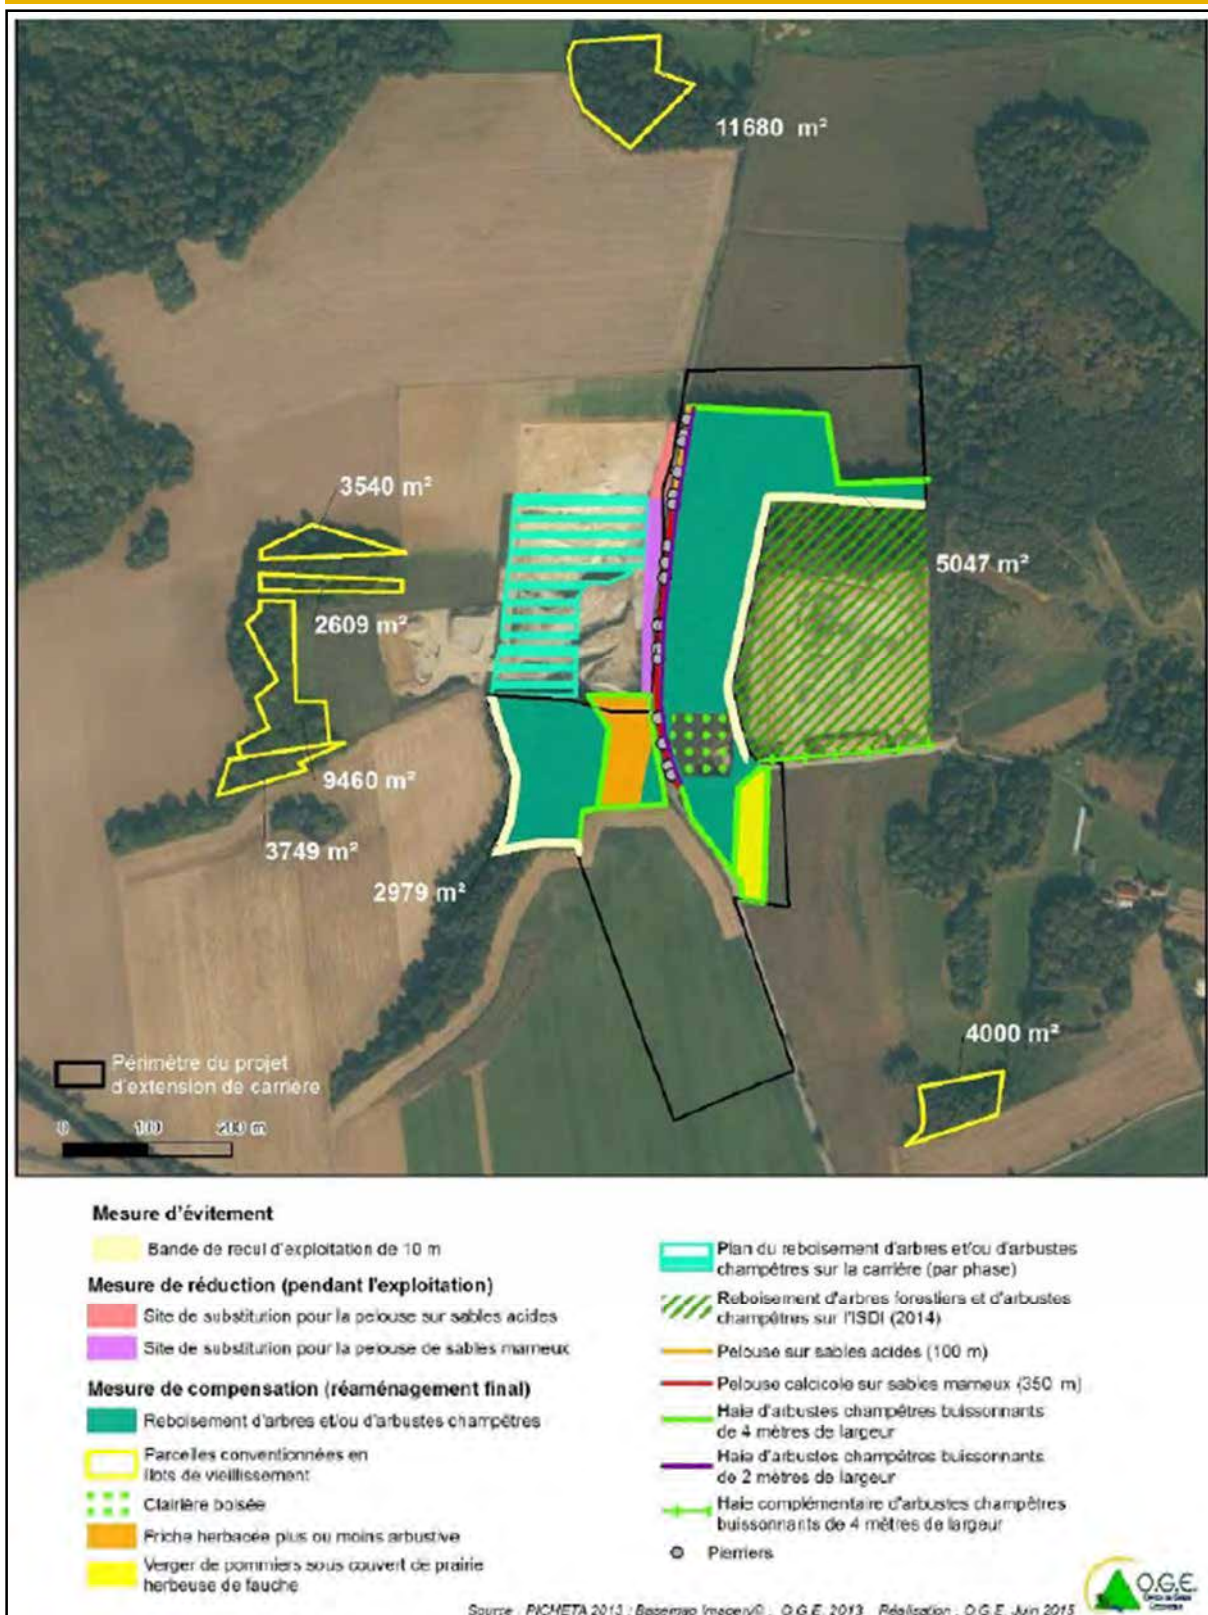 11680 m²
3540 m²
5047 m²
2609 m²
9460 m²
3749 m²
2979 m²
4000 m²
Périmètre du projet
d'extension de carrière
0 100 200 m
Mesure d'évitement
Bande de recul d'exploitation de 10 m
Mesure de réduction (pendant l'exploitation)
Site de substitution pour la pelouse sur sables acides
Site de substitution pour la pelouse de sables marneux
Mesure de compensation (réaménagement final)
Reboisement d'arbres et/ou d'arbustes champêtres
Parcelles conventionnées en
îlots de vieillissement
Clairière boisée
Friche herbacée plus ou moins arbustive
Verger de pommiers sous couvert de prairie
herbeuse de fauche
Plan du reboisement d'arbres et/ou d'arbustes
champêtres sur la carrière (par phase)
Reboisement d'arbres forestiers et d'arbustes
champêtres sur l'ISDI (2014)
Pelouse sur sables acides (100 m)
Pelouse calcicole sur sables marneux (350 m)
Haie d'arbustes champêtres buissonnants
de 4 mètres de largeur
Haie d'arbustes champêtres buissonnants
de 2 mètres de largeur
Haie complémentaire d'arbustes champêtres
buissonnants de 4 mètres de largeur
Pierriers
O.G.E.
Source : PICHETA 2013 ; Basemap Imagery© ; O.G.E. 2013 Réalisation : O.G.E. Juin 2015